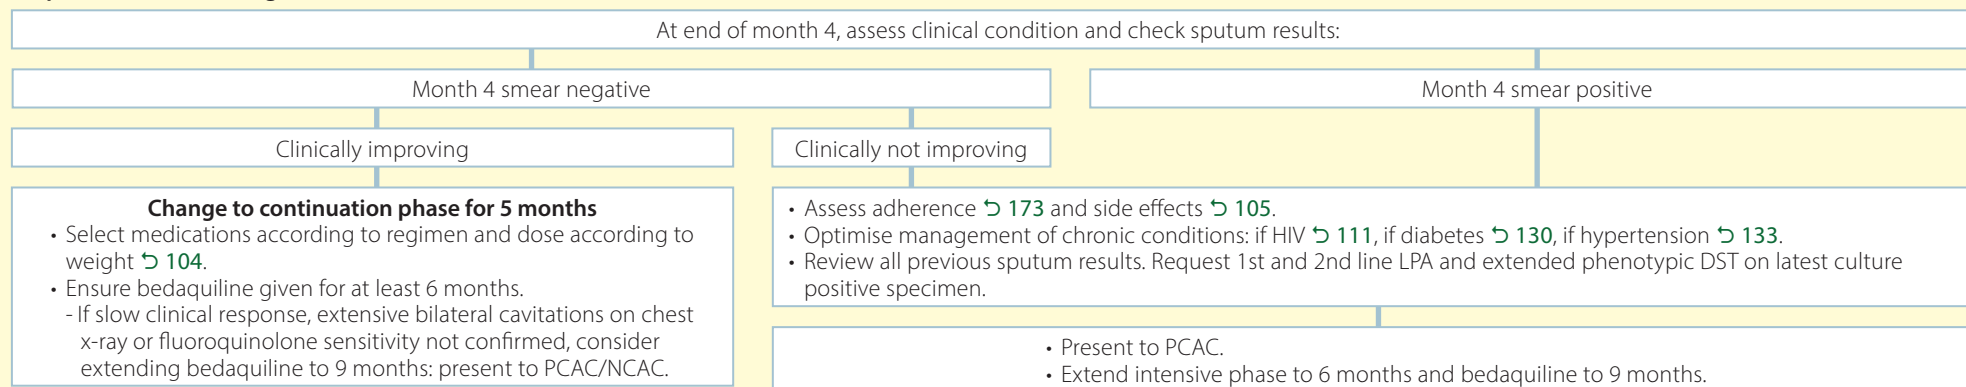 At end of month 4, assess clinical condition and check sputum results:
Month 4 smear negative
Month 4 smear positive
Clinically improving
Clinically not improving
Change to continuation phase for 5 months
• Select medications according to regimen and dose according to
weight ⮌ 104.
• Ensure bedaquiline given for at least 6 months.
- If slow clinical response, extensive bilateral cavitations on chest
x-ray or fluoroquinolone sensitivity not confirmed, consider
extending bedaquiline to 9 months: present to PCAC/NCAC.
• Assess adherence ⮌ 173 and side effects ⮌ 105.
• Optimise management of chronic conditions: if HIV ⮌ 111, if diabetes ⮌ 130, if hypertension ⮌ 133.
• Review all previous sputum results. Request 1st and 2nd line LPA and extended phenotypic DST on latest culture
positive specimen.
• Present to PCAC.
• Extend intensive phase to 6 months and bedaquiline to 9 months.